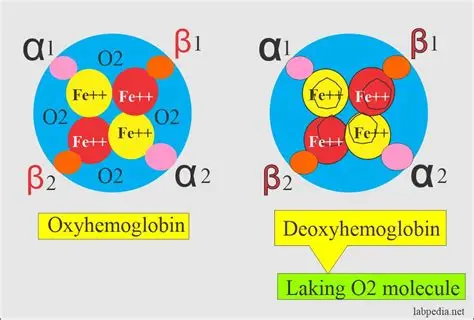 α1
β1
O2
Fe++
Fe++
O2
O2
Fe++
Fe++
O2
β2
α2
Oxyhemoglobin
α1
β1
Fe++
Fe++
Fe++
Fe++
β2
α2
Deoxyhemoglobin
Laking O2 molecule
labpedia.net